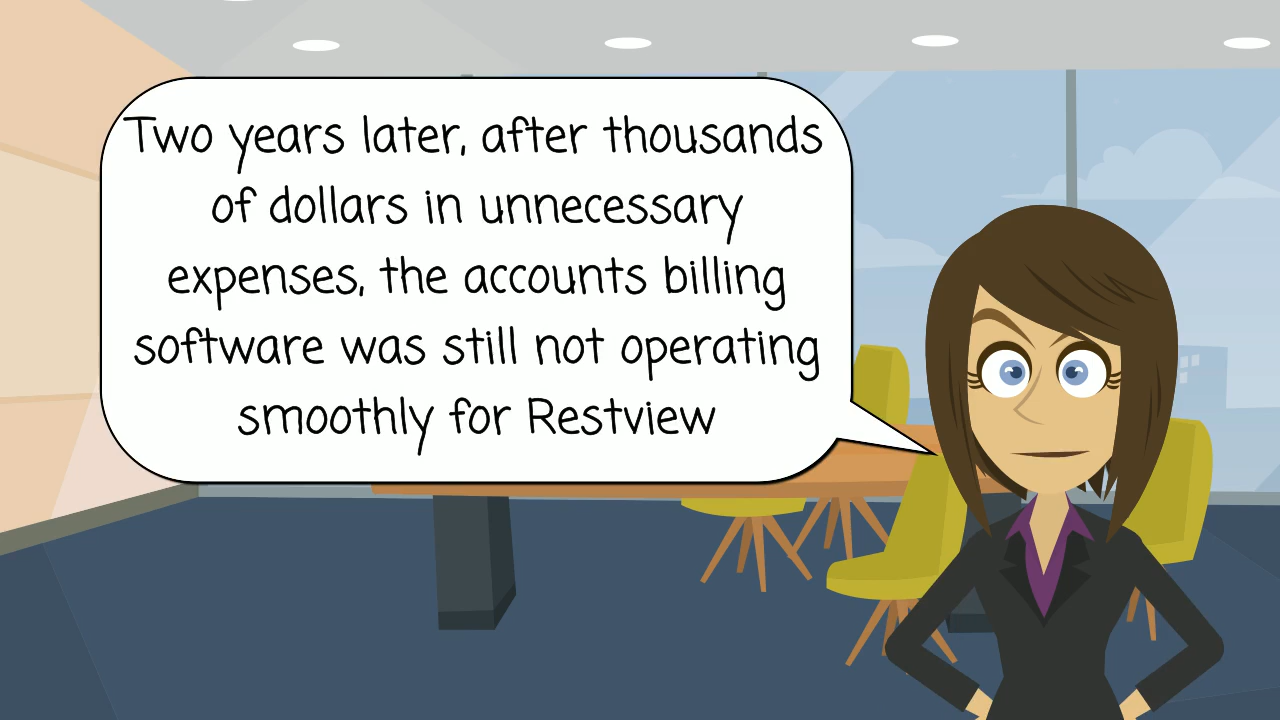 Two years later, after thousands
of dollars in unnecessary
expenses, the accounts billing
software was still not operating
smoothly for Restview